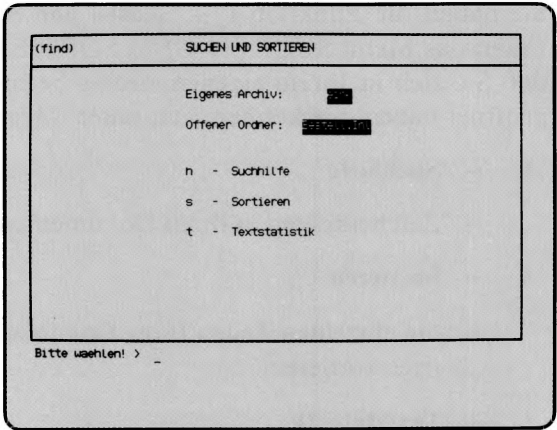 (find) SUCHEN UND SORTIEREN
Eigenes Archiv:
Offener Ordner:
h - Suchhilfe
s - Sortieren
t - Textstatistik
Bitte waehlen! > _